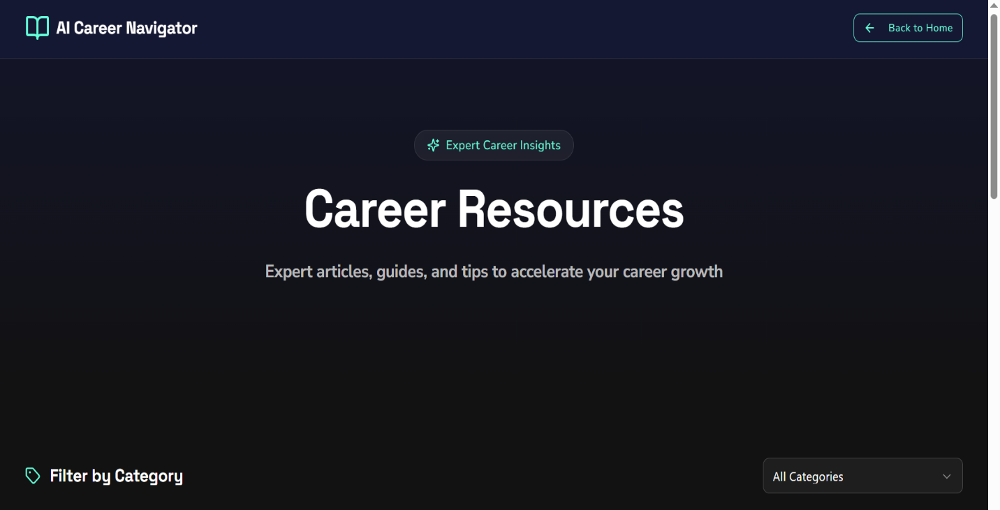 AI Career Navigator
Back to Home
Expert Career Insights
Career Resources
Expert articles, guides, and tips to accelerate your career growth
Filter by Category
All Categories